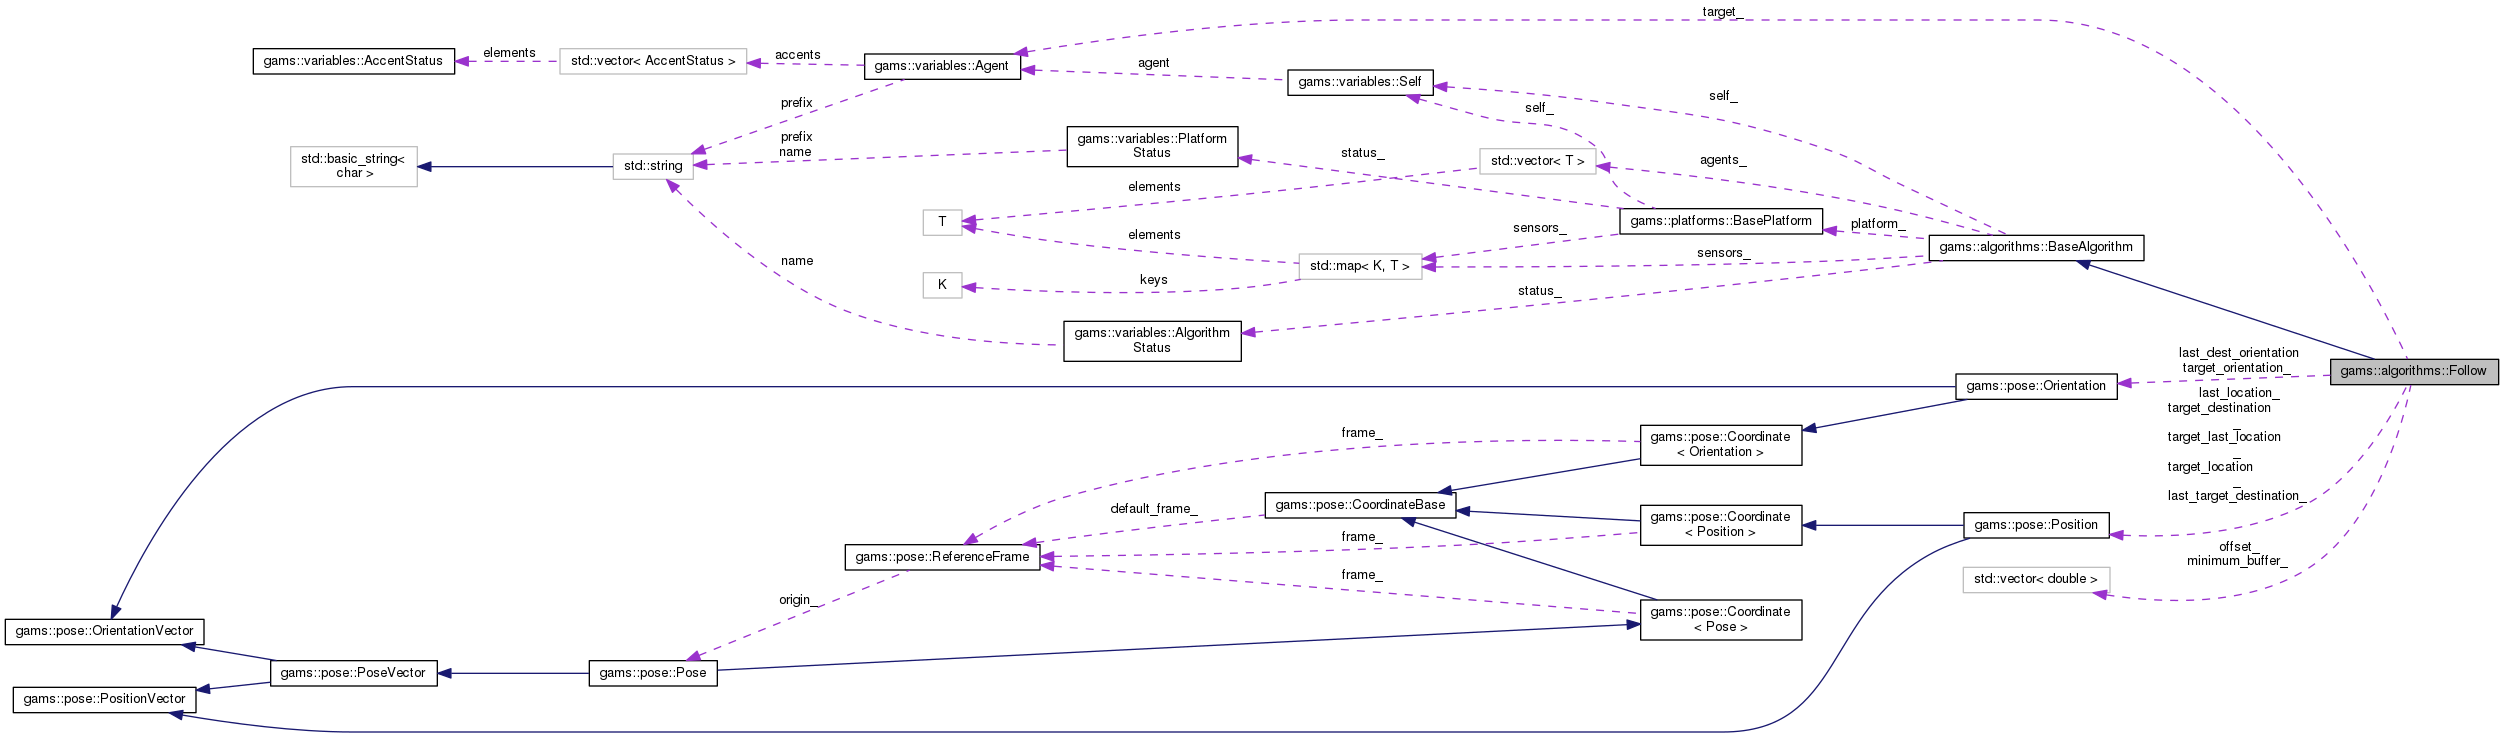 target_
gams::variables::AccentStatus
elements
std::vector< AccentStatus >
accents
gams::variables::Agent
agent
gams::variables::Self
self_
self_
prefix
prefix
name
gams::variables::Platform
Status
status_
std::vector< T >
agents_
std::basic_string<
char >
std::string
elements
T
gams::platforms::BasePlatform
platform_
gams::algorithms::BaseAlgorithm
elements
sensors_
std::map< K, T >
sensors_
K
keys
name
status_
gams::variables::Algorithm
Status
last_dest_orientation
target_orientation_
gams::algorithms::Follow
gams::pose::Orientation
last_location_
target_destination
_
target_last_location
_
target_location
_
last_target_destination_
frame_
gams::pose::Coordinate
< Orientation >
default_frame_
gams::pose::CoordinateBase
gams::pose::Coordinate
< Position >
gams::pose::Position
frame_
gams::pose::ReferenceFrame
offset_
minimum_buffer_
frame_
std::vector< double >
origin_
gams::pose::Coordinate
< Pose >
gams::pose::OrientationVector
gams::pose::PoseVector
gams::pose::Pose
gams::pose::PositionVector